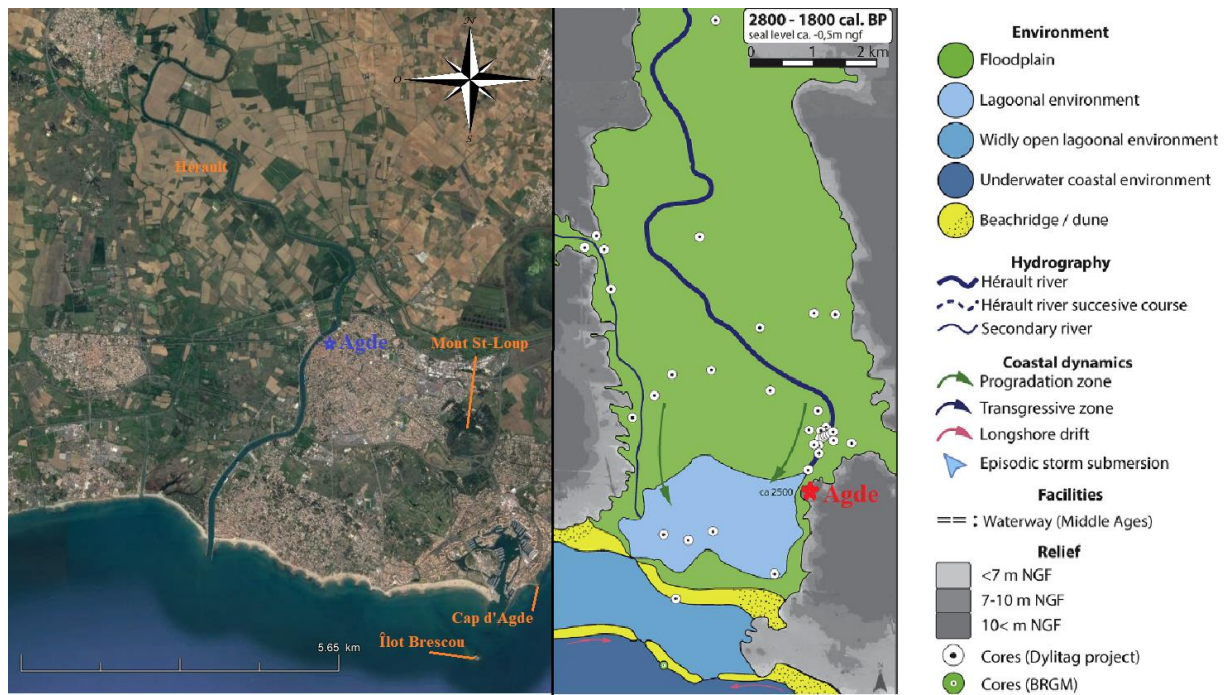 N
O
E
S
Hérault
Agde
Mont St-Loup
Cap d'Agde
Îlot Brescou
5.65 km
2800 - 1800 cal. BP
seal level ca. -0,5m ngf
0 1 2 km
ca 2500
Agde
N
Environment
Floodplain
Lagoonal environment
Widly open lagoonal environment
Underwater coastal environment
Beachridge / dune
Hydrography
Hérault river
Hérault river succesive course
Secondary river
Coastal dynamics
Progradation zone
Transgressive zone
Longshore drift
Episodic storm submersion
Facilities
: Waterway (Middle Ages)
Relief
<7 m NGF
7-10 m NGF
10< m NGF
Cores (Dylitag project)
Cores (BRGM)